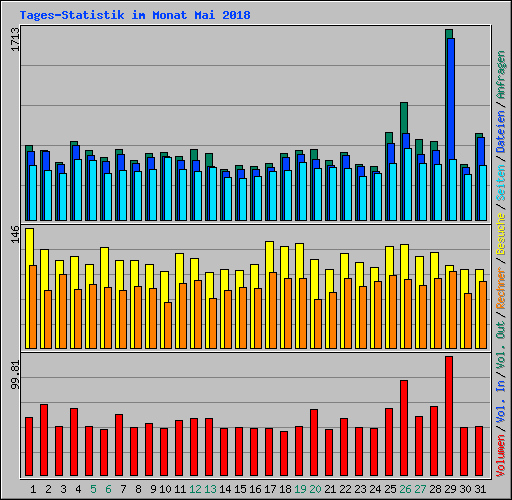 Tages-Statistik im Monat Mai 2018
1713
146
99.81
Volumen / Vol. In / Vol. Out / Rechner / Besuche / Seiten / Dateien / Anfragen
1 2 3 4 5 6 7 8 9 10 11 12 13 14 15 16 17 18 19 20 21 22 23 24 25 26 27 28 29 30 31